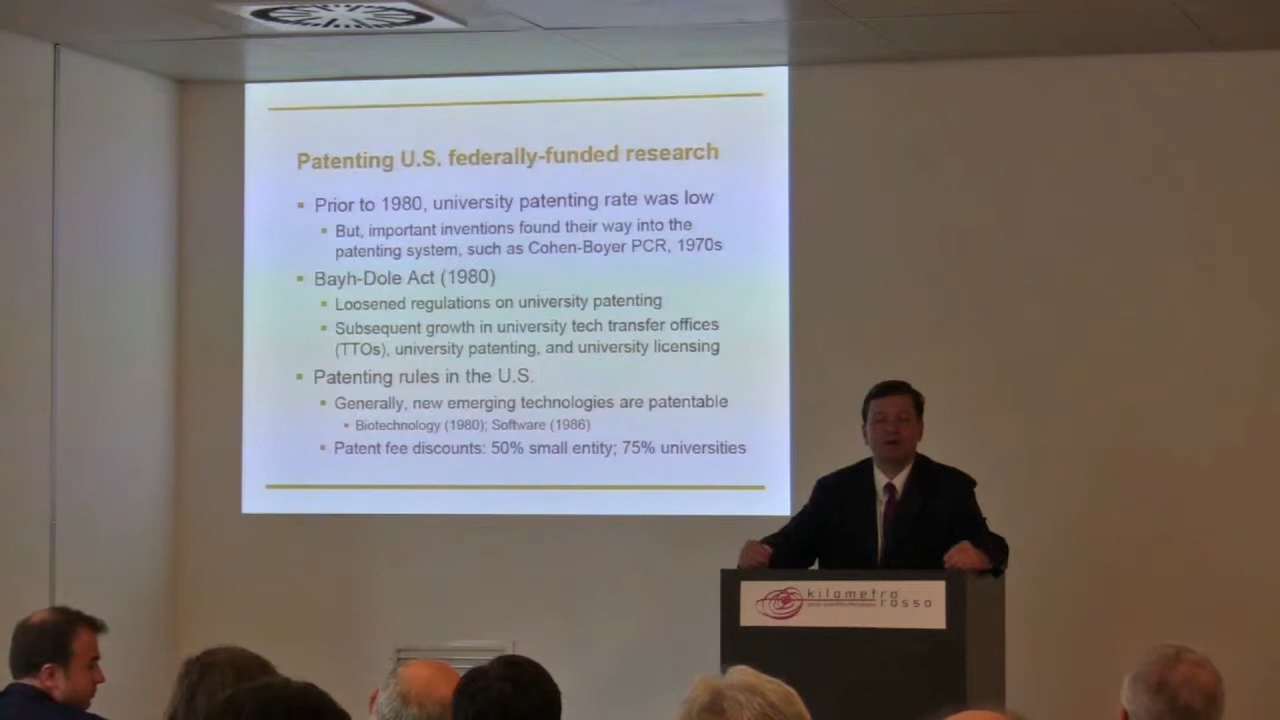 Patenting U.S. federally-funded research
▪ Prior to 1980, university patenting rate was low
▪ But, important inventions found their way into the
patenting system, such as Cohen-Boyer PCR, 1970s
▪ Bayh-Dole Act (1980)
▪ Loosened regulations on university patenting
▪ Subsequent growth in university tech transfer offices
(TTOs), university patenting, and university licensing
▪ Patenting rules in the U.S.
▪ Generally, new emerging technologies are patentable
▪ Biotechnology (1980); Software (1986)
▪ Patent fee discounts: 50% small entity; 75% universities
kilometro
rosso